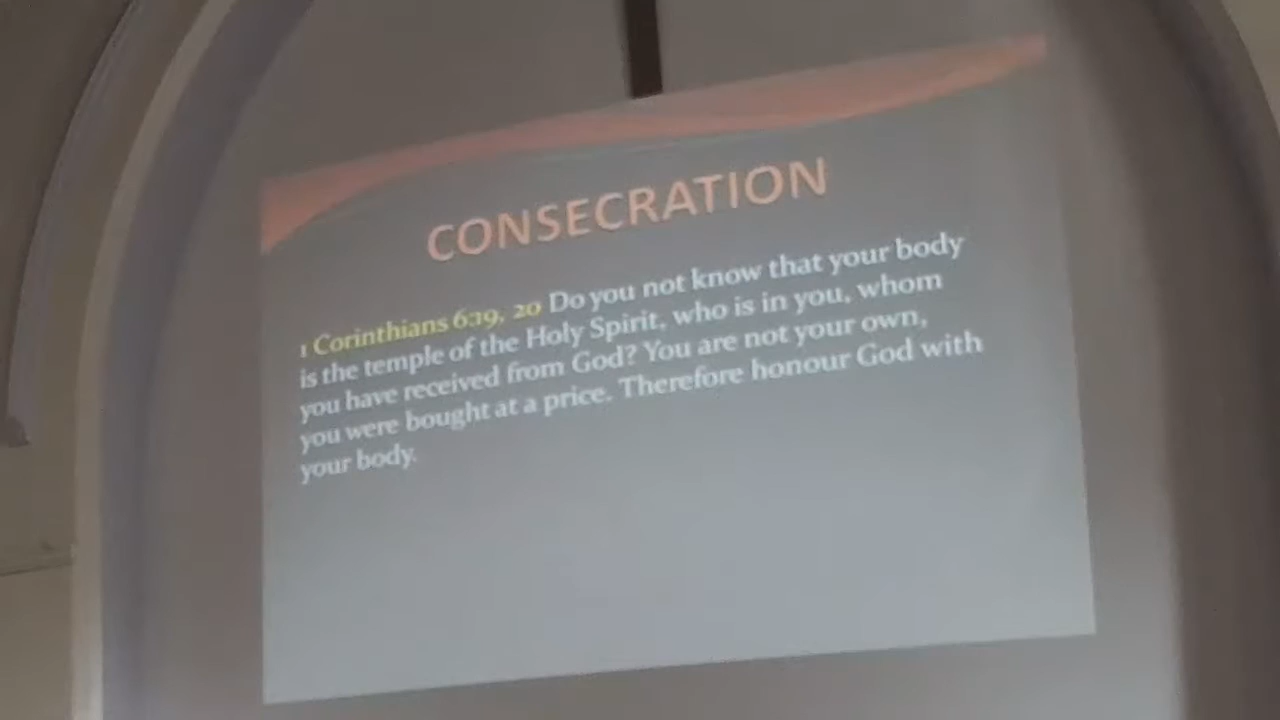 CONSECRATION
1 Corinthians 6:19, 20 Do you not know that your body
is the temple of the Holy Spirit, who is in you, whom
you have received from God? You are not your own,
you were bought at a price. Therefore honour God with
your body.